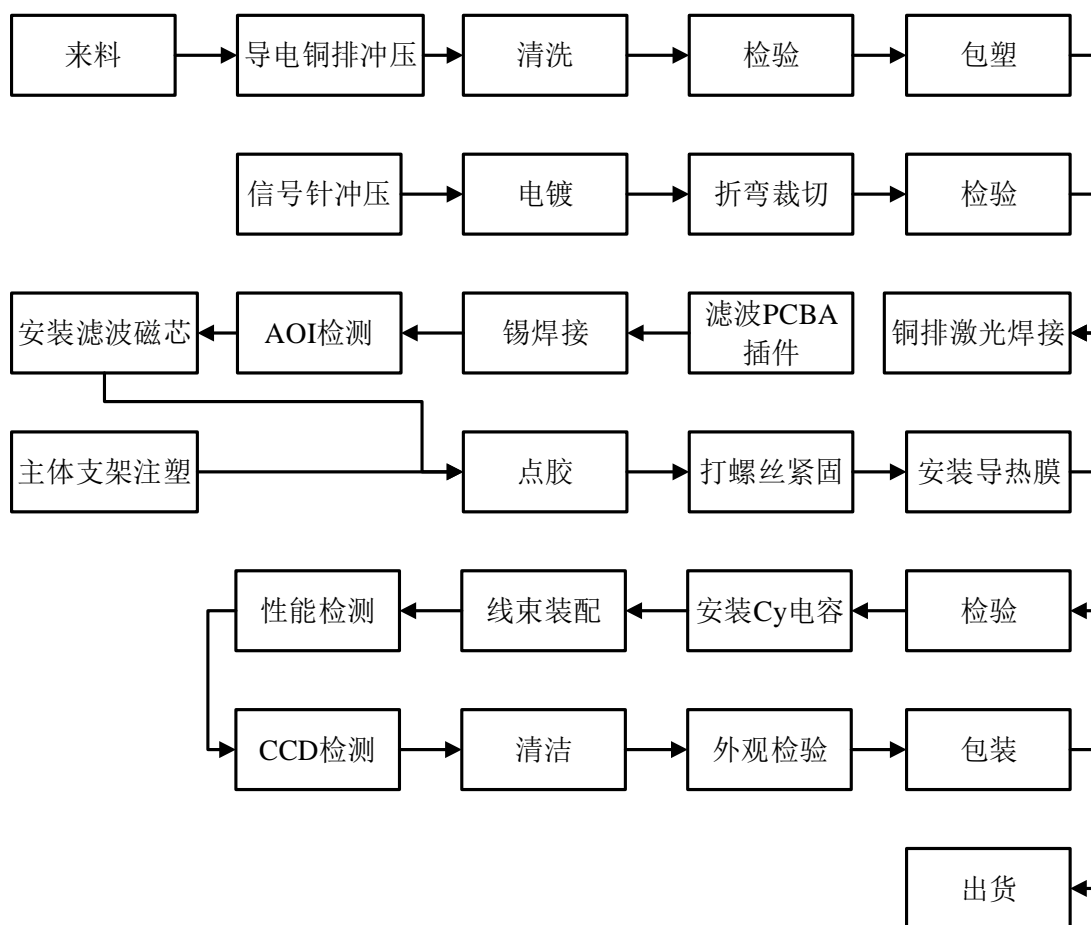 来料
导电铜排冲压
清洗
检验
包塑
信号针冲压
电镀
折弯裁切
检验
安装滤波磁芯
AOI检测
锡焊接
滤波PCBA
插件
铜排激光焊接
主体支架注塑
点胶
打螺丝紧固
安装导热膜
性能检测
线束装配
安装Cy电容
检验
CCD检测
清洁
外观检验
包装
出货